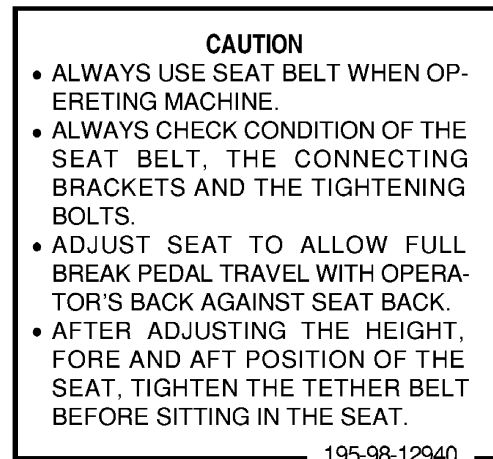 CAUTION
• ALWAYS USE SEAT BELT WHEN OP-
ERETING MACHINE.
• ALWAYS CHECK CONDITION OF THE
SEAT BELT, THE CONNECTING
BRACKETS AND THE TIGHTENING
BOLTS.
• ADJUST SEAT TO ALLOW FULL
BREAK PEDAL TRAVEL WITH OPERA-
TOR'S BACK AGAINST SEAT BACK.
• AFTER ADJUSTING THE HEIGHT,
FORE AND AFT POSITION OF THE
SEAT, TIGHTEN THE TETHER BELT
BEFORE SITTING IN THE SEAT.
195-98-12940